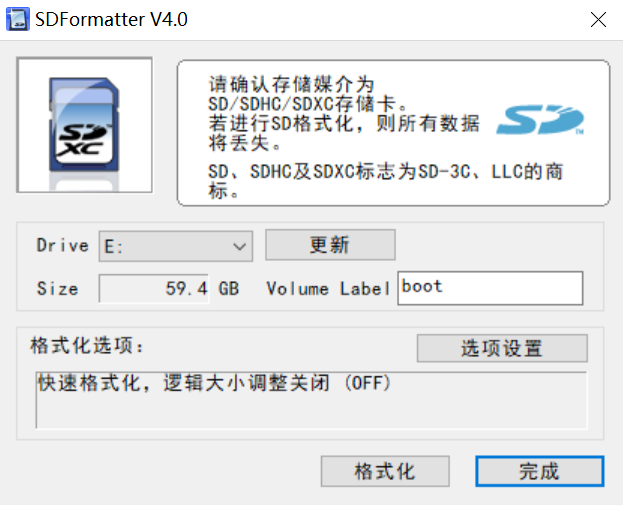 SDFormatter V4.0
SD
XC
请确认存储媒介为
SD/SDHC/SDXC存储卡。
若进行SD格式化，则所有数据
将丢失。
SD、SDHC及SDXC标志为SD-3C、LLC的商
标。
SD
TM
Drive E: 更新
Size 59.4 GB Volume Label boot
格式化选项：
选项设置
快速格式化，逻辑大小调整关闭 (OFF)
格式化 完成